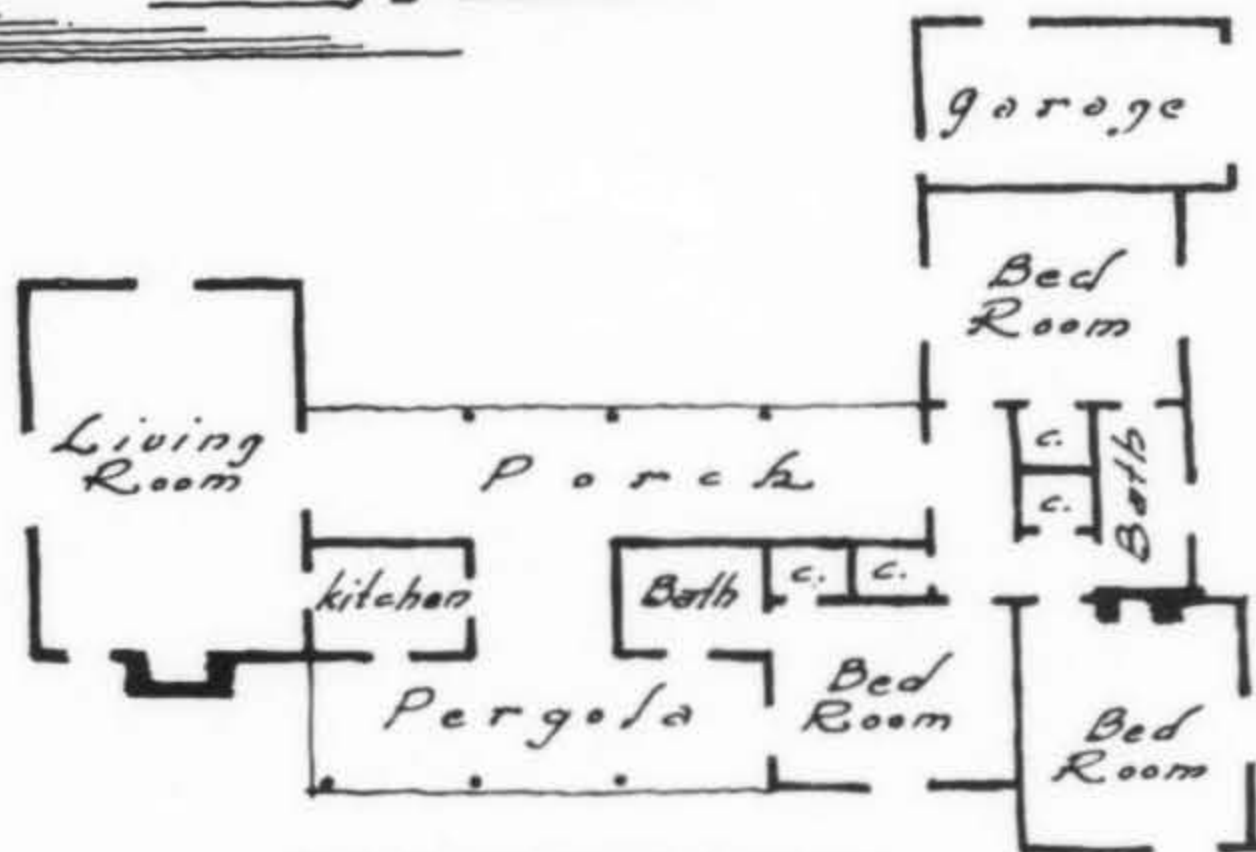 garage
Bed
Room
Living
Room
Porch
c.
c.
Bath
kitchen
Bath
c.
c.
Pergola
Bed
Room
Bed
Room